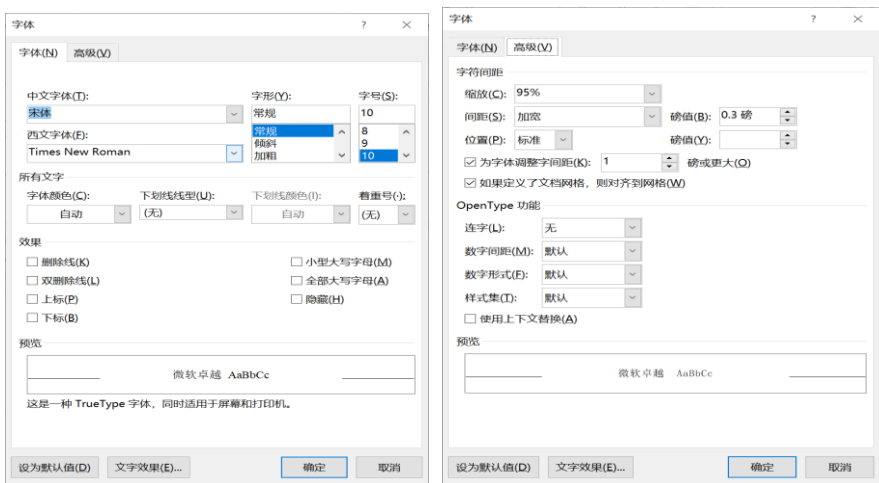 字体 ? ×
字体(N) 高级(V)
中文字体(T): 字形(Y): 字号(S):
宋体 常规 10
常规 8
西文字体(F): 倾斜 9
Times New Roman 加粗 10
所有文字
字体颜色(C): 下划线线型(U): 下划线颜色(I): 着重号(·):
自动 (无) 自动 (无)
效果
删除线(K) 小型大写字母(M)
双删除线(L) 全部大写字母(A)
上标(P) 隐藏(H)
下标(B)
预览
微软卓越 AaBbCc
这是一种 TrueType 字体，同时适用于屏幕和打印机。
设为默认值(D) 文字效果(E)... 确定 取消
字体 ? ×
字体(N) 高级(V)
字符间距
缩放(C): 95%
间距(S): 加宽 磅值(B): 0.3 磅
位置(P): 标准 磅值(Y):
为字体调整字间距(K): 1 磅或更大(O)
如果定义了文档网格，则对齐到网格(W)
OpenType 功能
连字(L): 无
数字间距(M): 默认
数字形式(F): 默认
样式集(T): 默认
使用上下文替换(A)
预览
微软卓越 AaBbCc
设为默认值(D) 文字效果(E)... 确定 取消